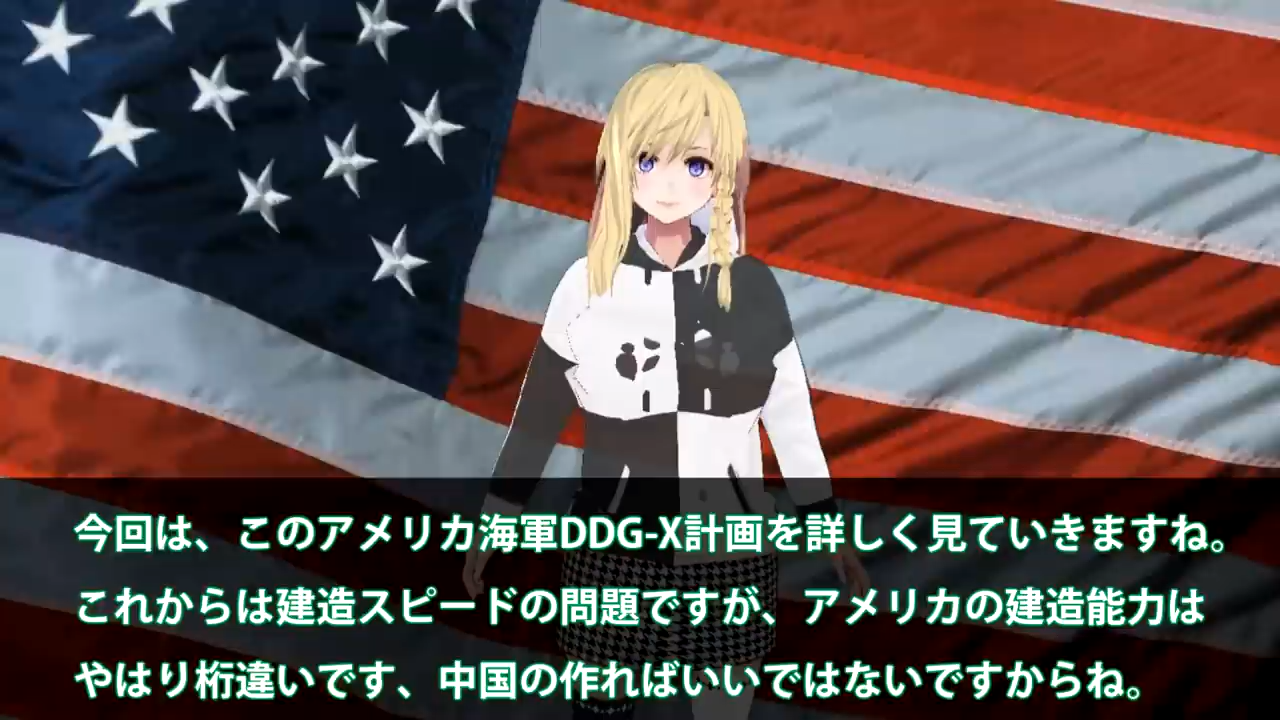 今回は、このアメリカ海軍DDG-X計画を詳しく見ていきますね。
これからは建造スピードの問題ですが、アメリカの建造能力は
やはり桁違いです、中国の作ればいいではないですからね。